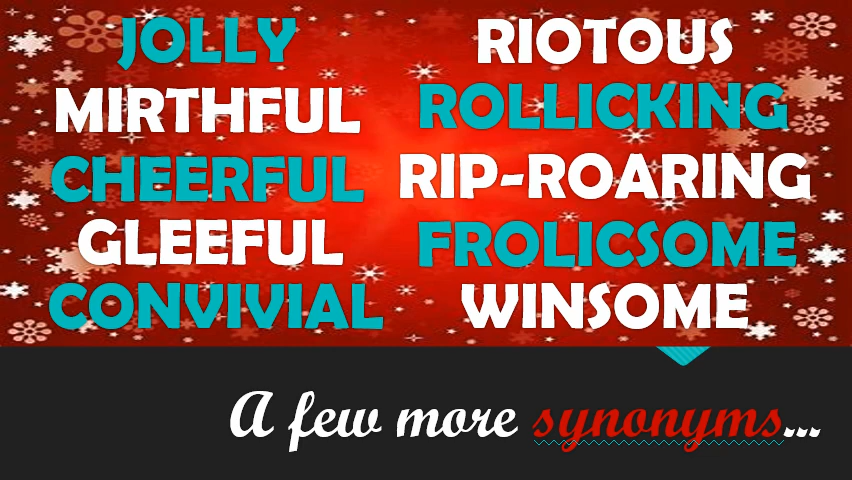 JOLLY
MIRTHFUL
CHEERFUL
GLEEFUL
CONVIVIAL
RIOTOUS
ROLLICKING
RIP-ROARING
FROLICSOME
WINSOME
A few more synonyms...